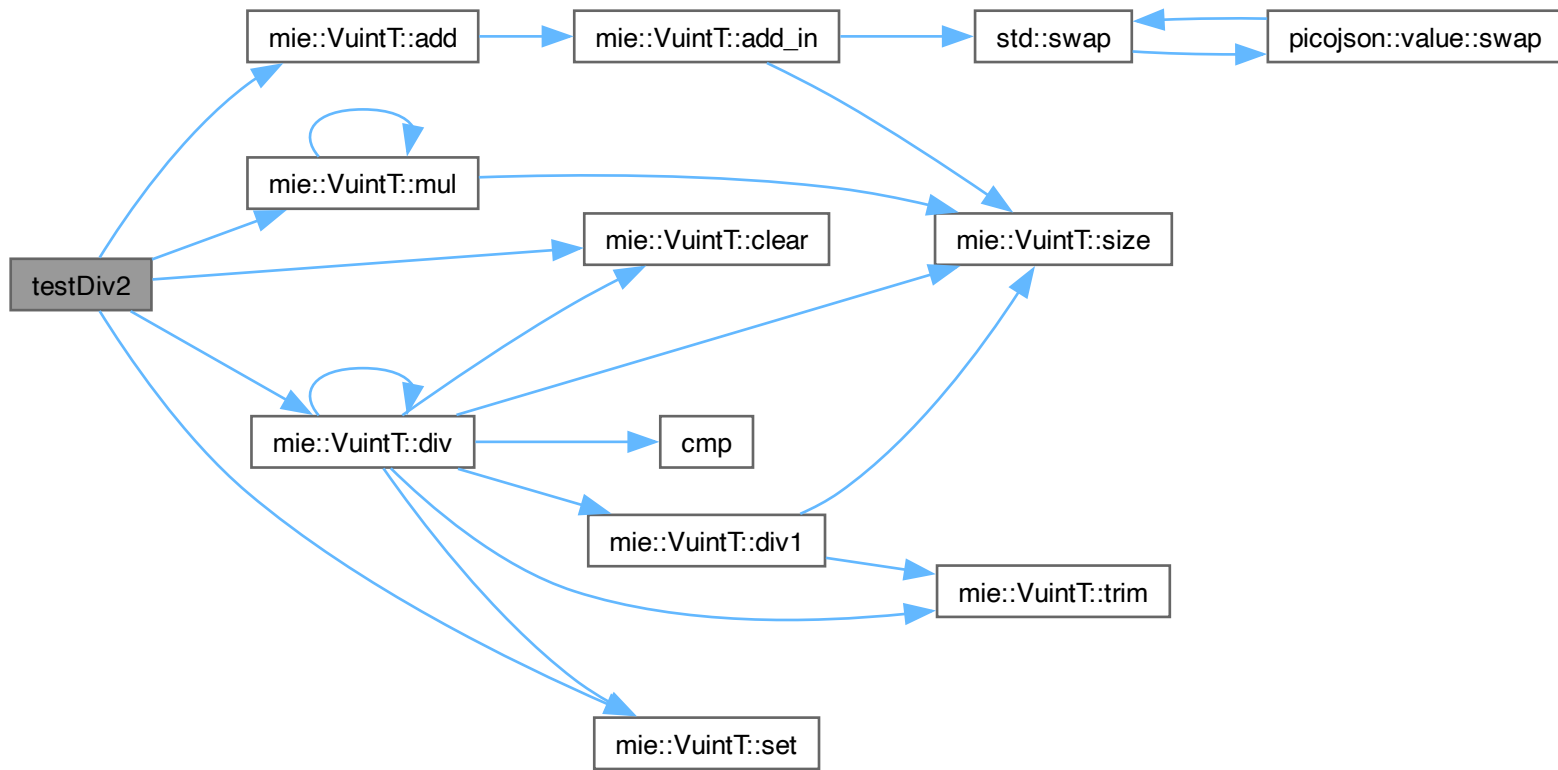 mie::VuintT::add
mie::VuintT::add_in
std::swap
picojson::value::swap
mie::VuintT::mul
mie::VuintT::clear
mie::VuintT::size
testDiv2
mie::VuintT::div
cmp
mie::VuintT::div1
mie::VuintT::trim
mie::VuintT::set